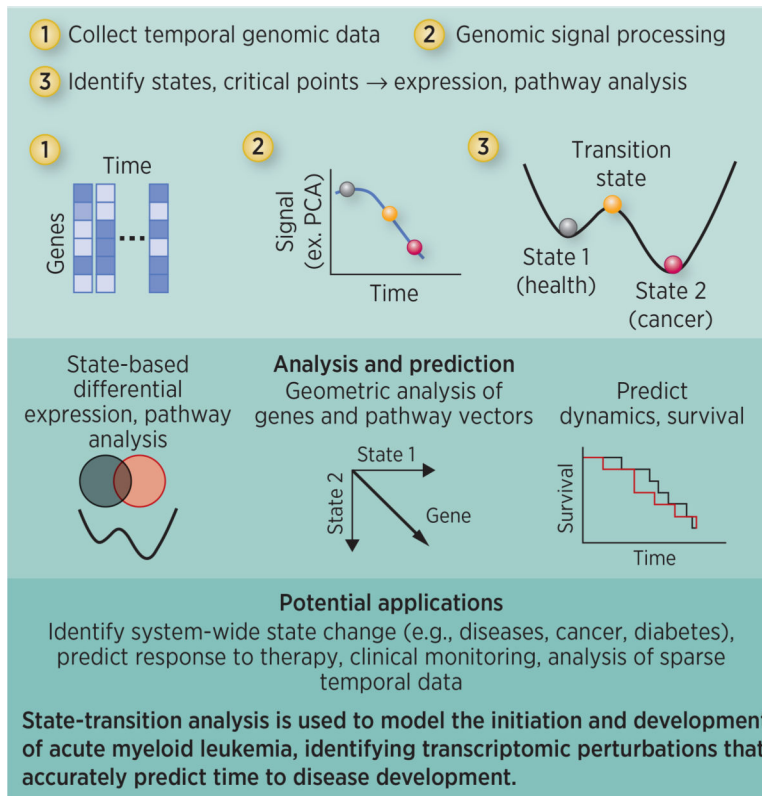 1 Collect temporal genomic data 2 Genomic signal processing
3 Identify states, critical points → expression, pathway analysis
1
Time
Genes
2
Signal
(ex. PCA)
Time
3
Transition
state
State 1
(health)
State 2
(cancer)
State-based
differential
expression, pathway
analysis
Analysis and prediction
Geometric analysis of
genes and pathway vectors
State 1
State 2
Gene
Predict
dynamics, survival
Survival
Time
Potential applications
Identify system-wide state change (e.g., diseases, cancer, diabetes),
predict response to therapy, clinical monitoring, analysis of sparse
temporal data
State-transition analysis is used to model the initiation and development
of acute myeloid leukemia, identifying transcriptomic perturbations that
accurately predict time to disease development.